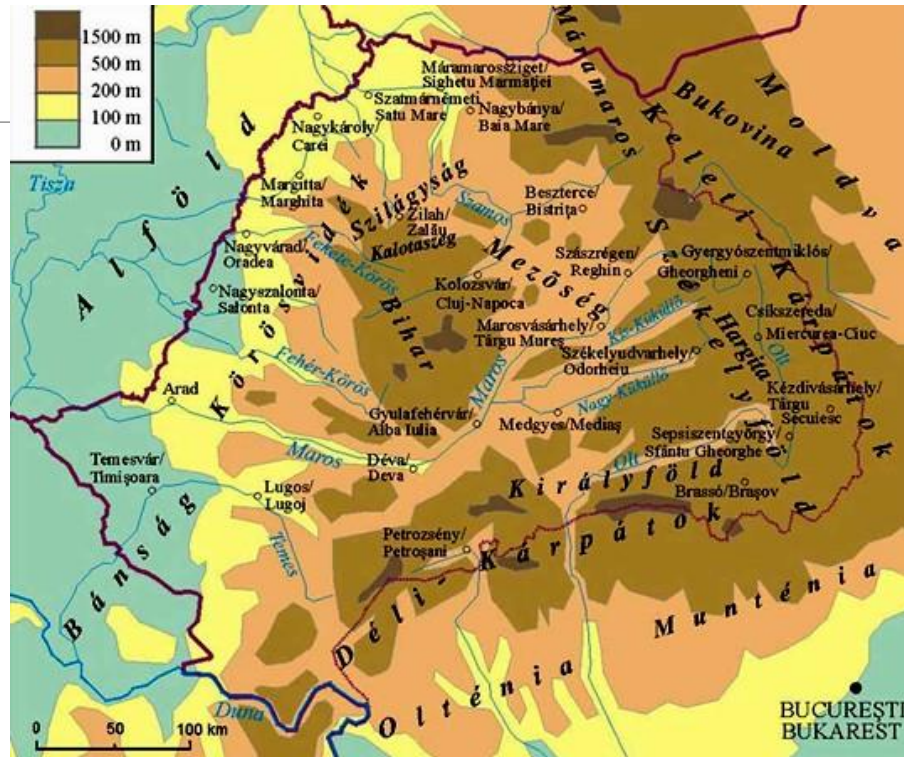 1500 m
500 m
200 m
100 m
0 m
Tisza
Alföld
Máramarossziget/
Sighetu Marmației
Szatmárnémeti/
Satu Mare
Nagybánya/
Baia Mare
Nagykároly/
Carei
Máramaros
Keleti-Kárpátok
Bukovina
Moldva
Margitta/
Marghita
Szilágyság
Zilah/
Zalău
Kalotaszeg
Szamos
Beszterce/
Bistrița
Nagyvárad/
Oradea
Fekete-Körös
Körösvidék
Bihar
Mezőség
Kolozsvár/
Cluj-Napoca
Szászrégen/
Reghin
Székelyföld
Gyergyószentmiklós/
Gheorgheni
Nagyszalonta/
Salonta
Marosvásárhely/
Târgu Mureș
Kis-Küküllő
Hargita
Csíkszereda/
Miercurea-Ciuc
Olt
Székelyudvarhely/
Odorheiu
Nagy-Küküllő
Fehér-Körös
Maros
Kézdivásárhely/
Târgu
Secuiesc
Arad
Gyulafehérvár/
Alba Iulia
Medgyes/Mediaș
Sepsiszentgyörgy/
Sfântu Gheorghe
Maros
Déva/
Deva
Olt
Királyföld
Brassó/Brașov
Temesvár/
Timișoara
Lugos/
Lugoj
Temes
Bánság
Petrozsény/
Petroșani
Déli-Kárpátok
Olténia
Munténia
Duna
0 50 100 km
BUCUREȘTI
BUKAREST